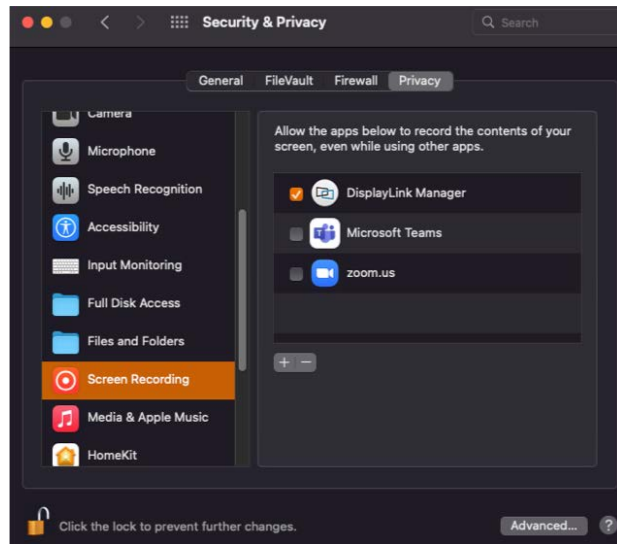 Security & Privacy
Search
General FileVault Firewall Privacy
Camera
Microphone
Speech Recognition
Accessibility
Input Monitoring
Full Disk Access
Files and Folders
Screen Recording
Media & Apple Music
HomeKit
Allow the apps below to record the contents of your
screen, even while using other apps.
DisplayLink Manager
Microsoft Teams
zoom.us
Click the lock to prevent further changes.
Advanced... ?